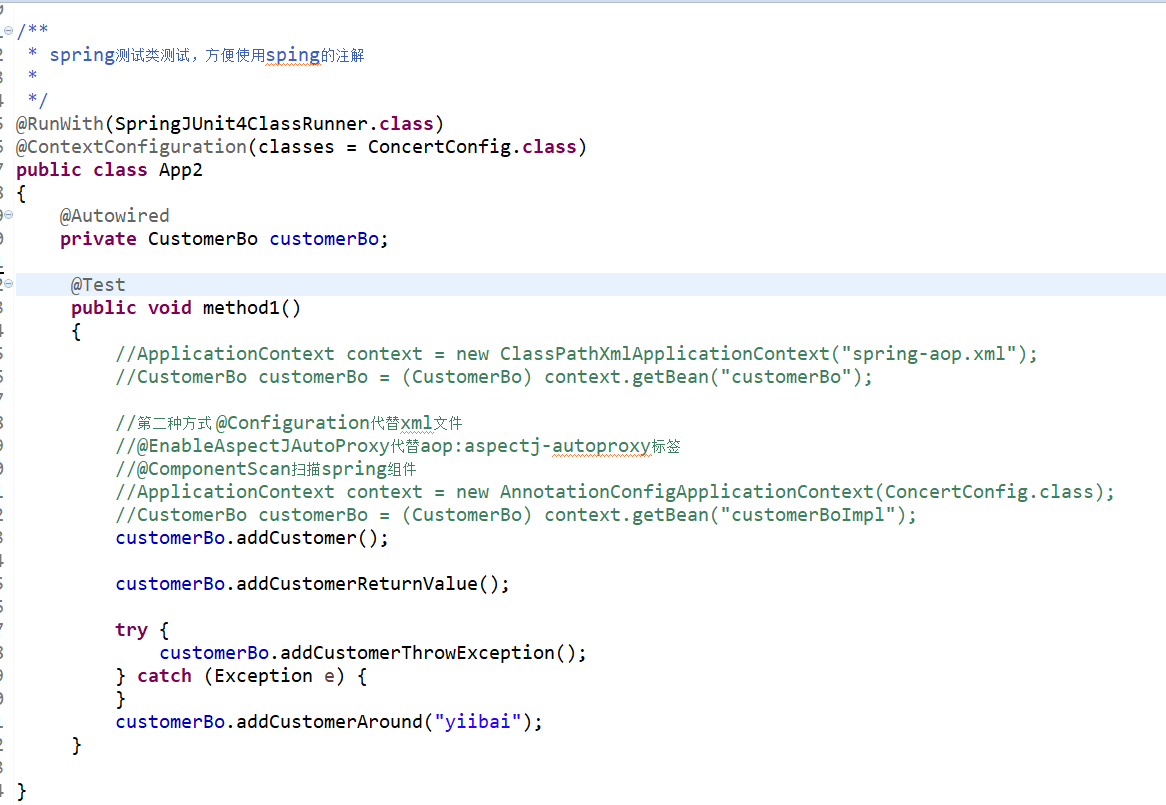 /**
 * spring测试类测试，方便使用sping的注解
 *
 */
@RunWith(SpringJUnit4ClassRunner.class)
@ContextConfiguration(classes = ConcertConfig.class)
public class App2
{
    @Autowired
    private CustomerBo customerBo;

     @Test
     public void method1()
     {
         //ApplicationContext context = new ClassPathXmlApplicationContext("spring-aop.xml");
         //CustomerBo customerBo = (CustomerBo) context.getBean("customerBo");

         //第二种方式@Configuration代替xml文件
         //@EnableAspectJAutoProxy代替aop:aspectj-autoproxy标签
         //@ComponentScan扫描spring组件
         //ApplicationContext context = new AnnotationConfigApplicationContext(ConcertConfig.class);
         //CustomerBo customerBo = (CustomerBo) context.getBean("customerBoImpl");
         customerBo.addCustomer();

         customerBo.addCustomerReturnValue();

         try {
             customerBo.addCustomerThrowException();
         } catch (Exception e) {
         }
         customerBo.addCustomerAround("yiibai");
     }

}